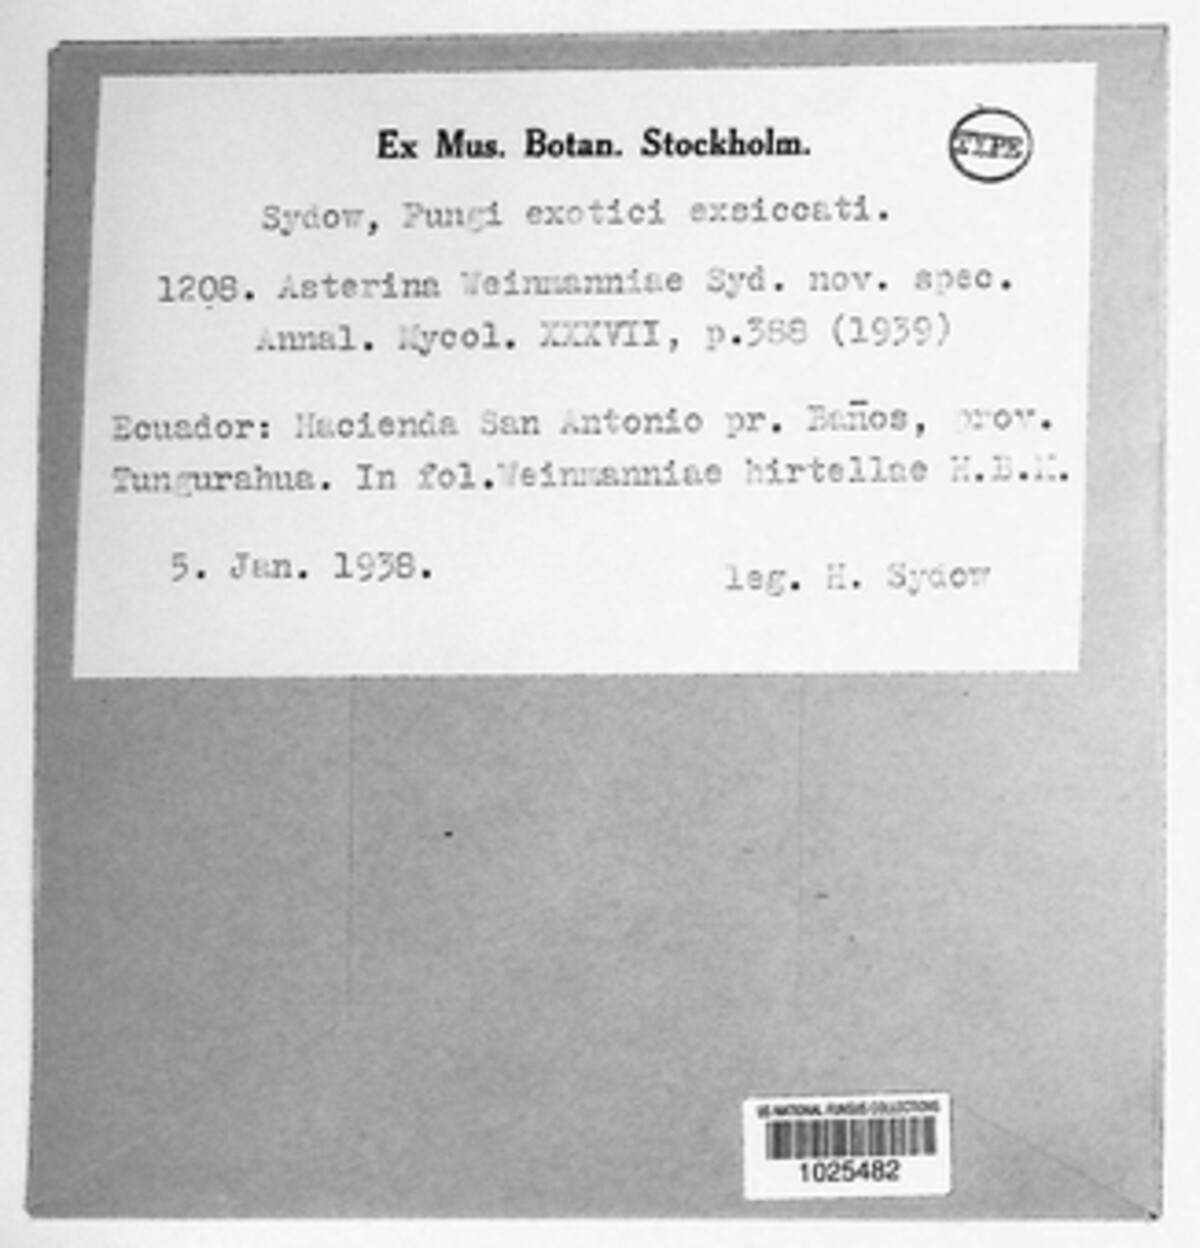 Ex Mus. Botan. Stockholm.
TYPE
Sydow, Fungi exotici exsiccati.
1208. Asterina Weinmanniae Syd. nov. spec.
Annal. Mycol. XXXVII, p.388 (1939)
Ecuador: Hacienda San Antonio pr. Baños, prov.
Tungurahua. In fol.Weinmanniae hirtellae H.B.K.
5. Jan. 1938.
leg. H. Sydow
US NATIONAL FUNGUS COLLECTIONS
1025482